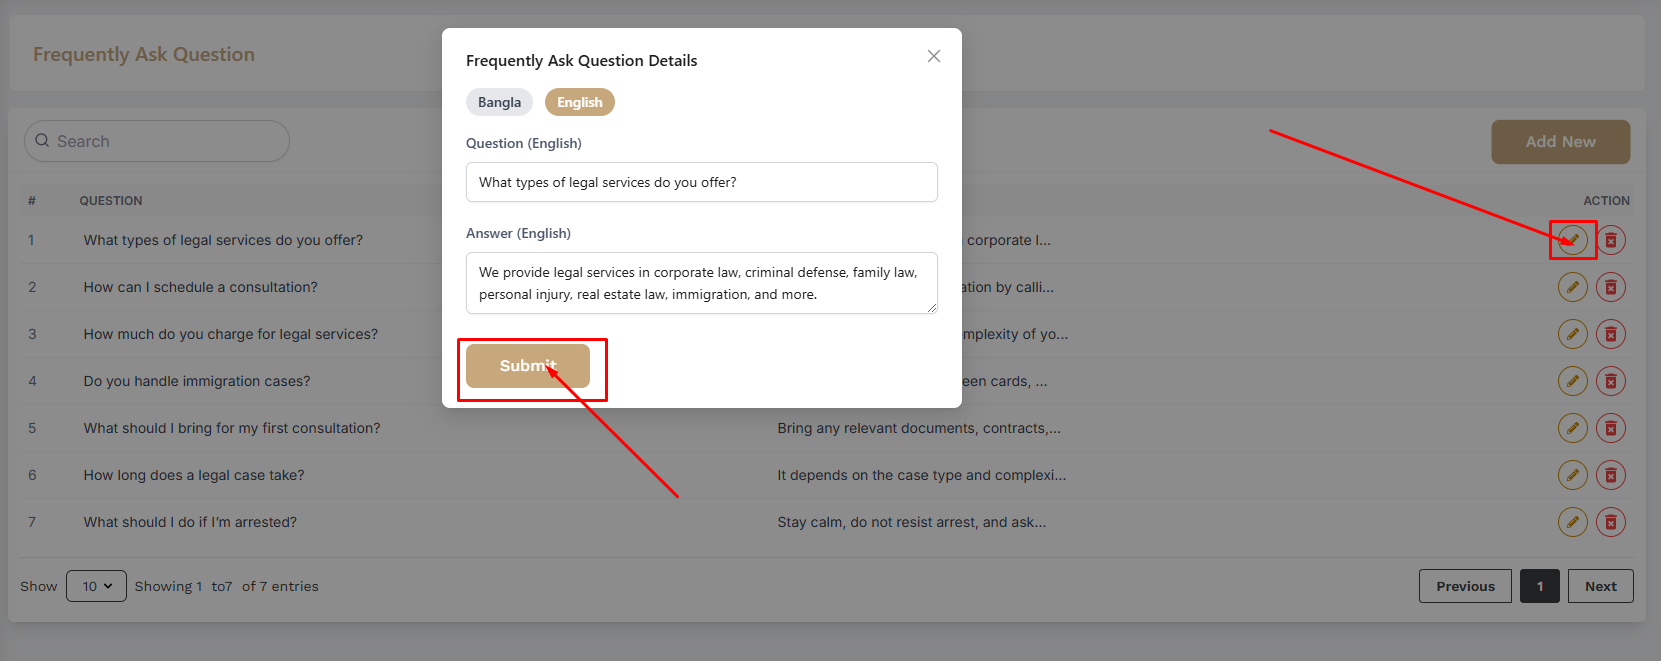 Frequently Ask Question
Search
Add New
# QUESTION ACTION
1 What types of legal services do you offer? corporate l...
2 How can I schedule a consultation? ation by calli...
3 How much do you charge for legal services? mplexity of yo...
4 Do you handle immigration cases? een cards, ...
5 What should I bring for my first consultation? Bring any relevant documents, contracts,...
6 How long does a legal case take? It depends on the case type and complexi...
7 What should I do if I'm arrested? Stay calm, do not resist arrest, and ask...
Show 10 Showing 1 to7 of 7 entries
Previous 1 Next
Frequently Ask Question Details
Bangla English
Question (English)
What types of legal services do you offer?
Answer (English)
We provide legal services in corporate law, criminal defense, family law,
personal injury, real estate law, immigration, and more.
Submit